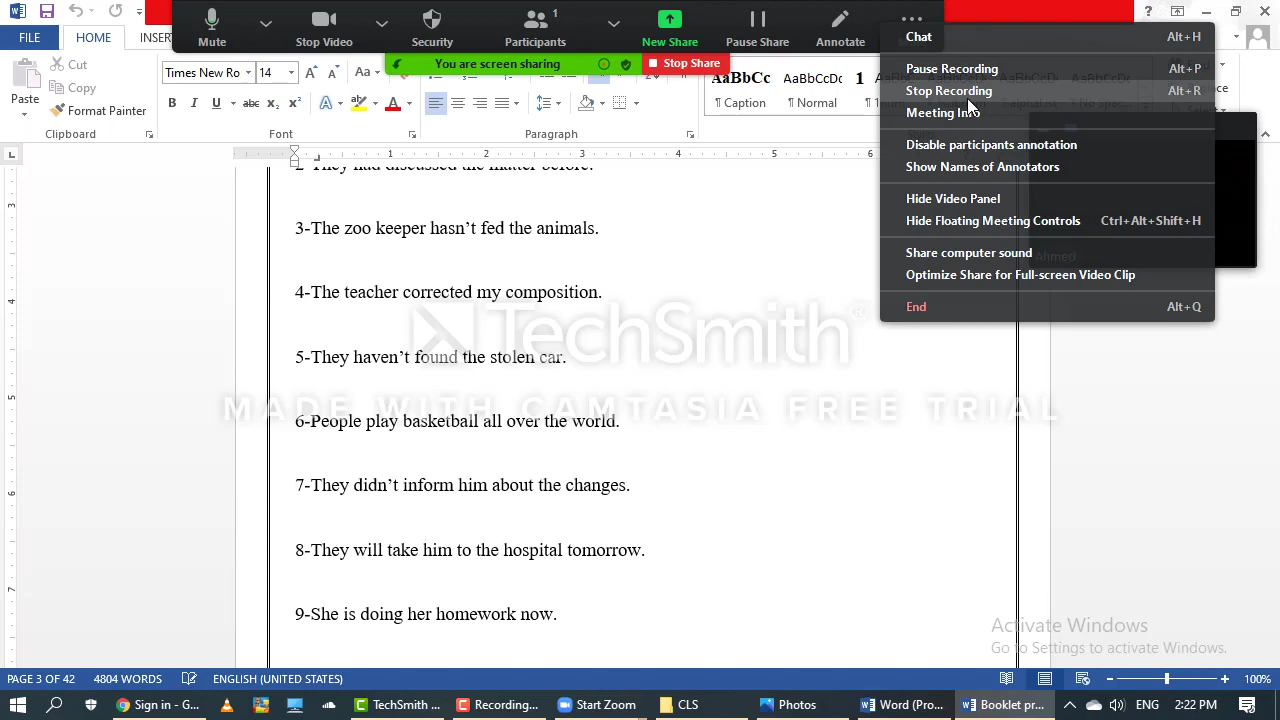 Mute
Stop Video
Security
1
Participants
New Share
Pause Share
Annotate
You are screen sharing
Stop Share
Chat Alt+H
Pause Recording Alt+P
Stop Recording Alt+R
Meeting Info
Disable participants annotation
Show Names of Annotators
Hide Video Panel
Hide Floating Meeting Controls Ctrl+Alt+Shift+H
Share computer sound
Optimize Share for Full-screen Video Clip
End Alt+Q
Ahmed
FILE HOME INSERT
Cut
Copy
Format Painter
Paste
Clipboard
Times New Ro 14
Font
Paragraph
AaBbCc AaBbCcDc
¶ Caption ¶ Normal
3-The zoo keeper hasn’t fed the animals.
4-The teacher corrected my composition.
TechSmith®
5-They haven’t found the stolen car.
MADE WITH CAMTASIA FREE TRIAL
6-People play basketball all over the world.
7-They didn’t inform him about the changes.
8-They will take him to the hospital tomorrow.
9-She is doing her homework now.
Activate Windows
Go to Settings to activate Windows.
PAGE 3 OF 42 4804 WORDS ENGLISH (UNITED STATES) 100%
Sign in - G... TechSmith ... Recording... Start Zoom CLS Photos Word (Pro... Booklet pr... ENG 2:22 PM